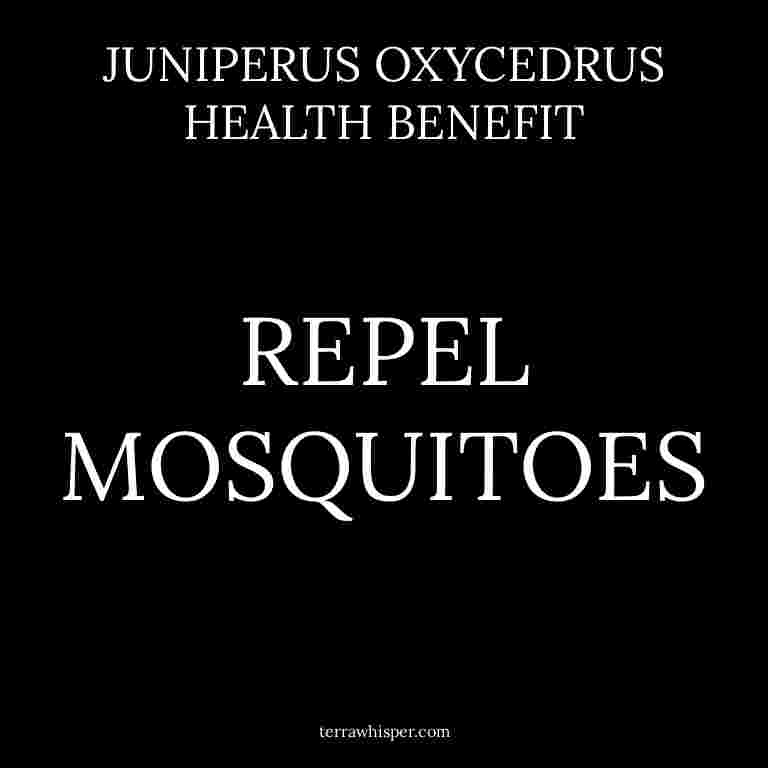 JUNIPERUS OXYCEDRUS
HEALTH BENEFIT
REPEL
MOSQUITOES
terrawhisper.com